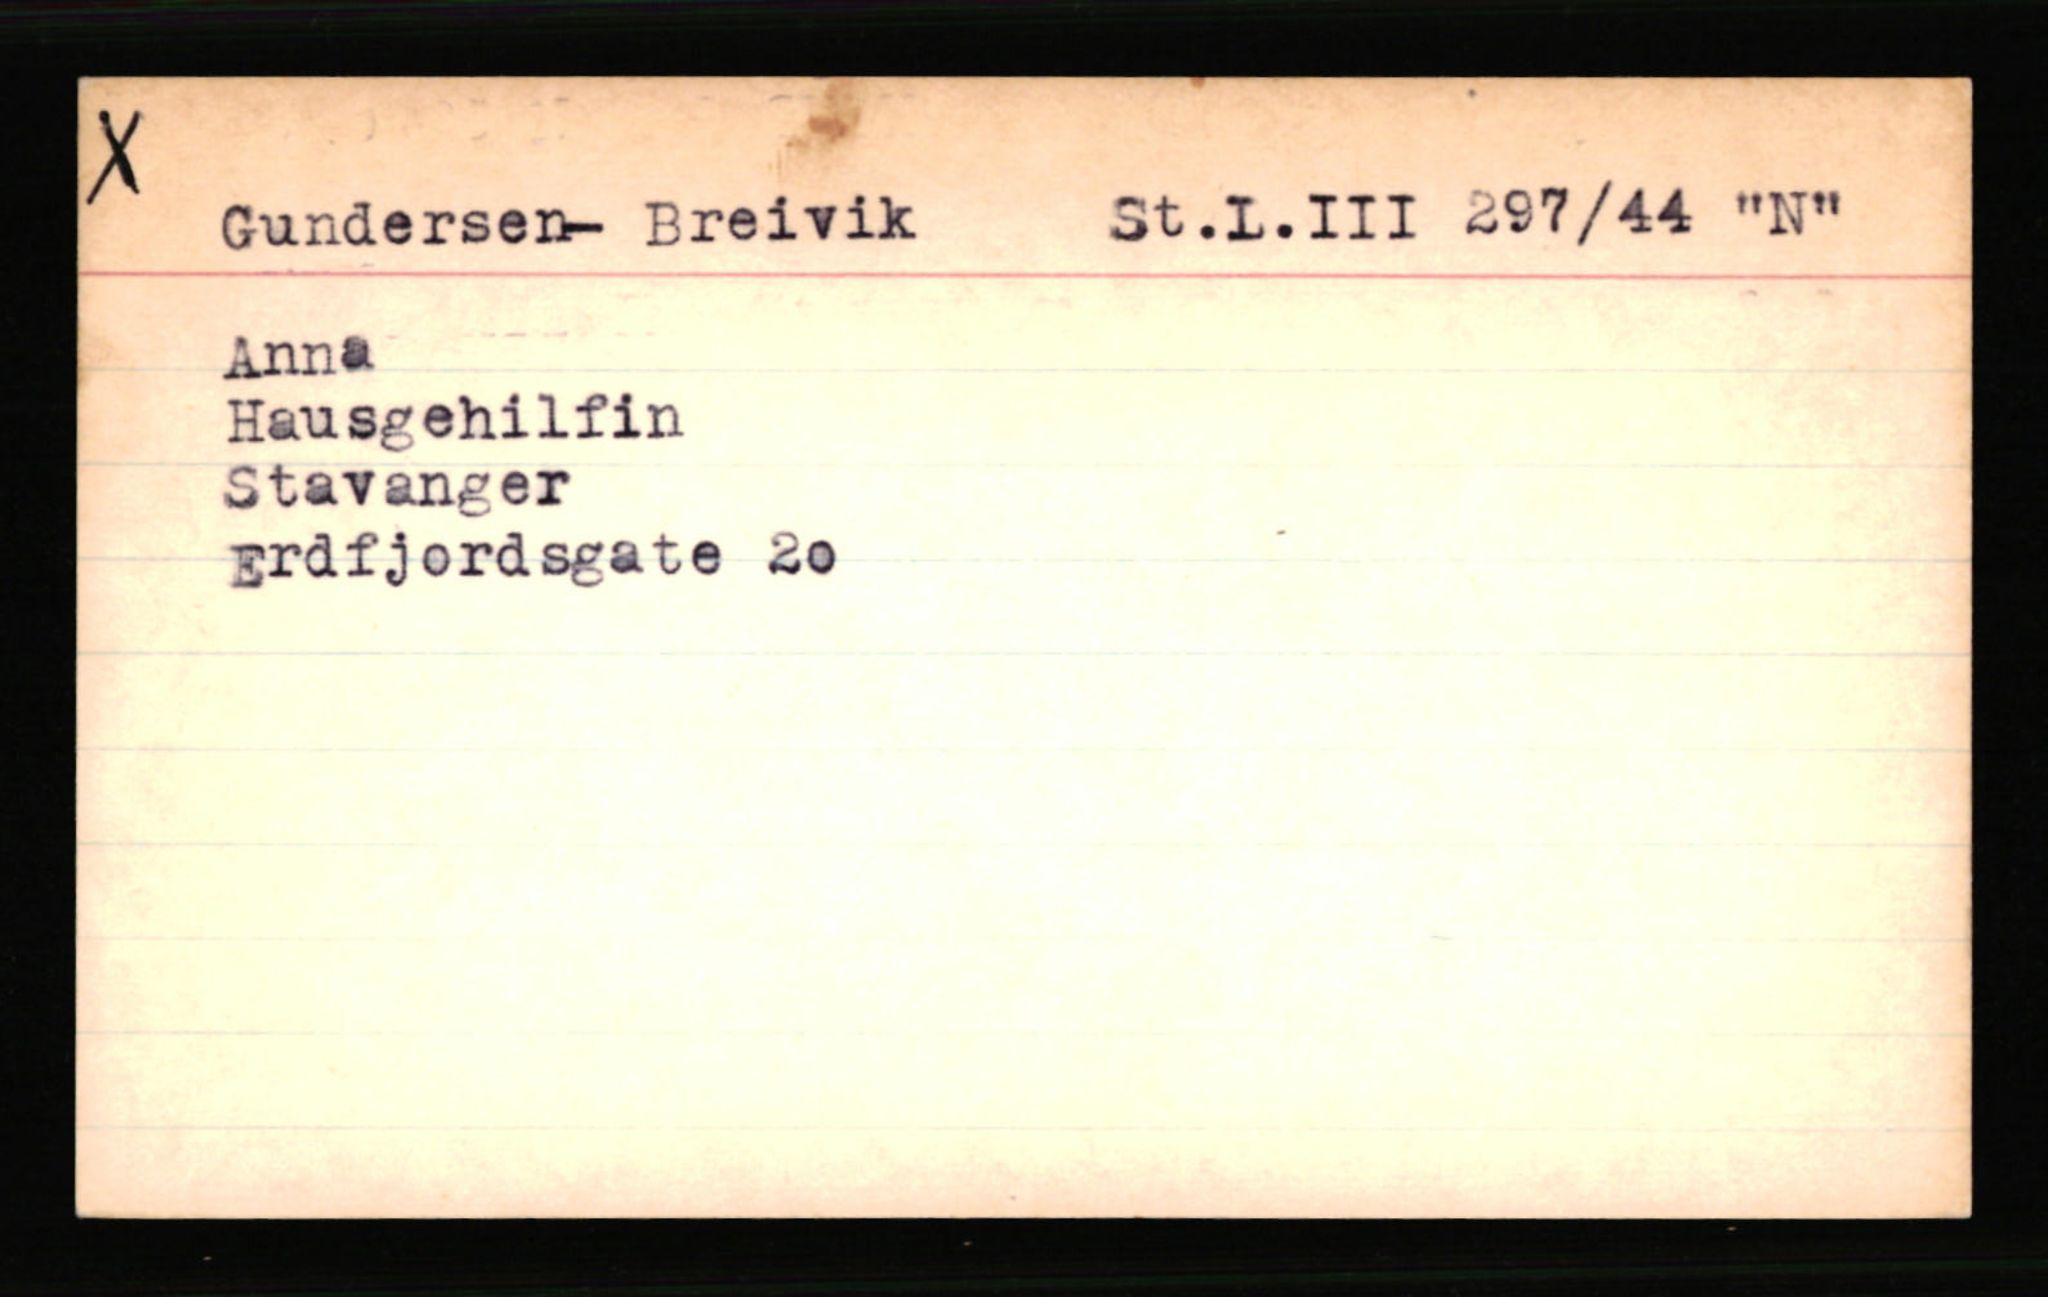 X
Gundersen- Breivik St.L.III 297/44 "N"
Anna
Hausgehilfin
Stavanger
Erdfjordsgate 2o